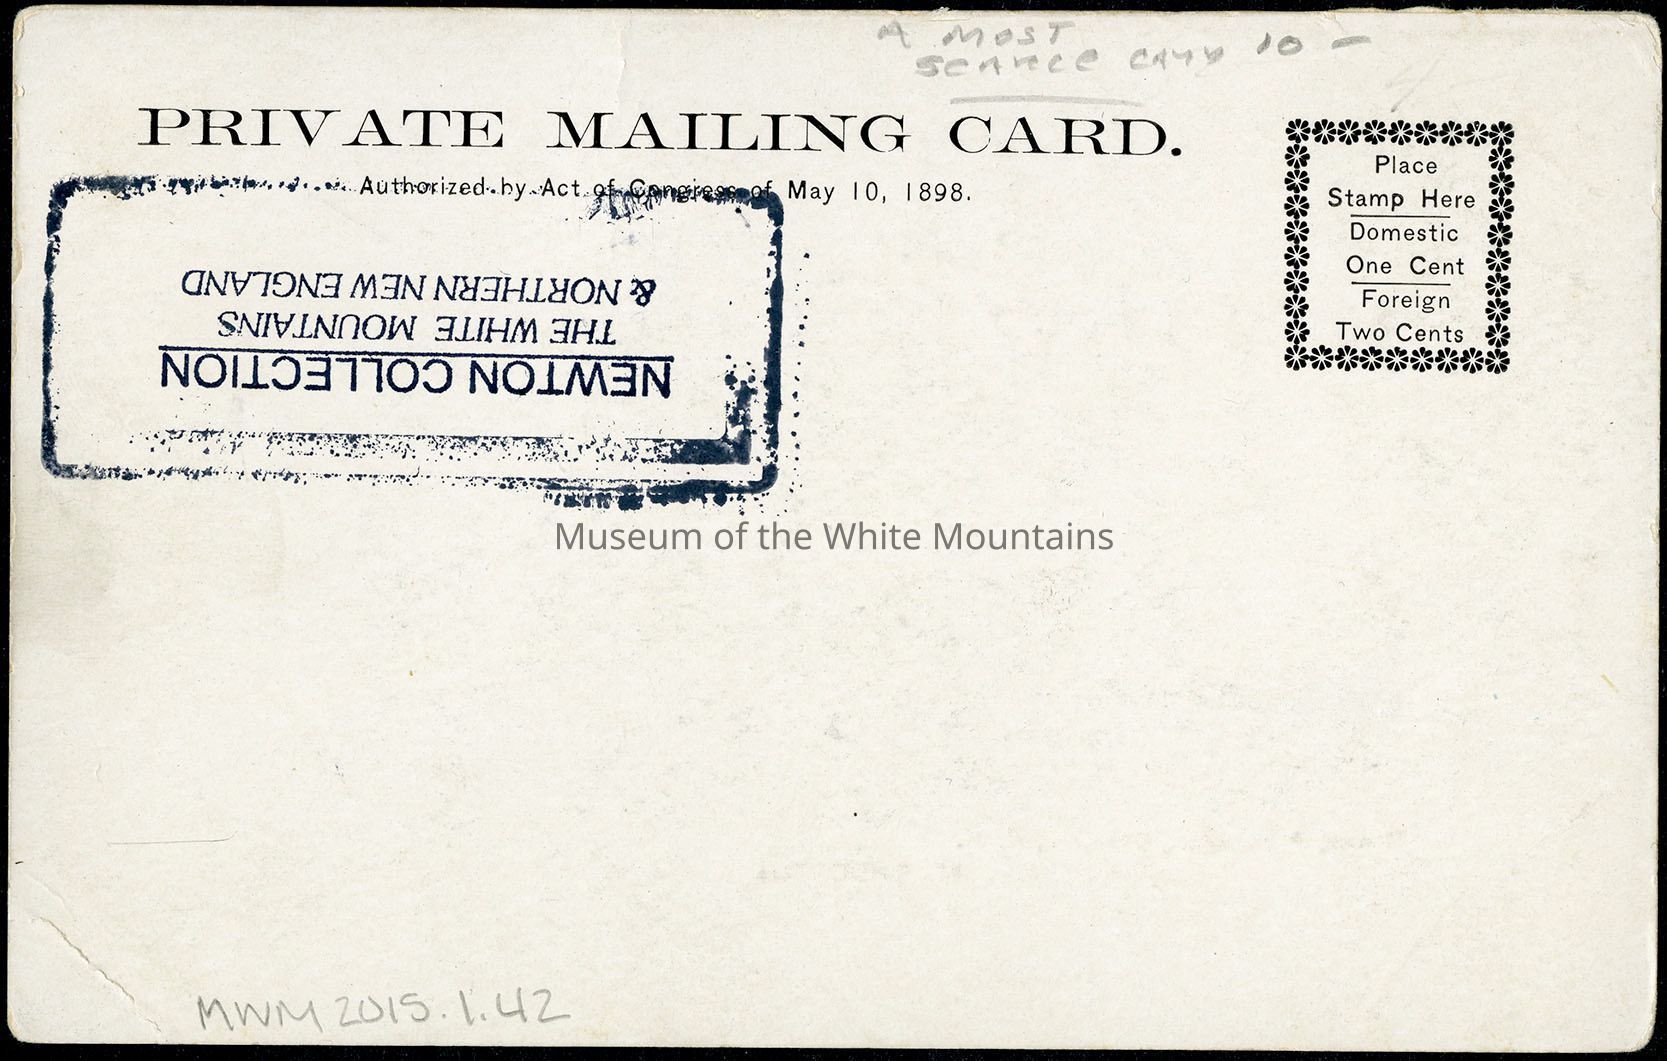 A MOST
SCARCE CARD 10 -
PRIVATE MAILING CARD.
Authorized by Act of Congress of May 10, 1898.
Place
Stamp Here
Domestic
One Cent
Foreign
Two Cents
NEWTON COLLECTION
THE WHITE MOUNTAINS
& NORTHERN NEW ENGLAND
Museum of the White Mountains
MWM 2015.1.42